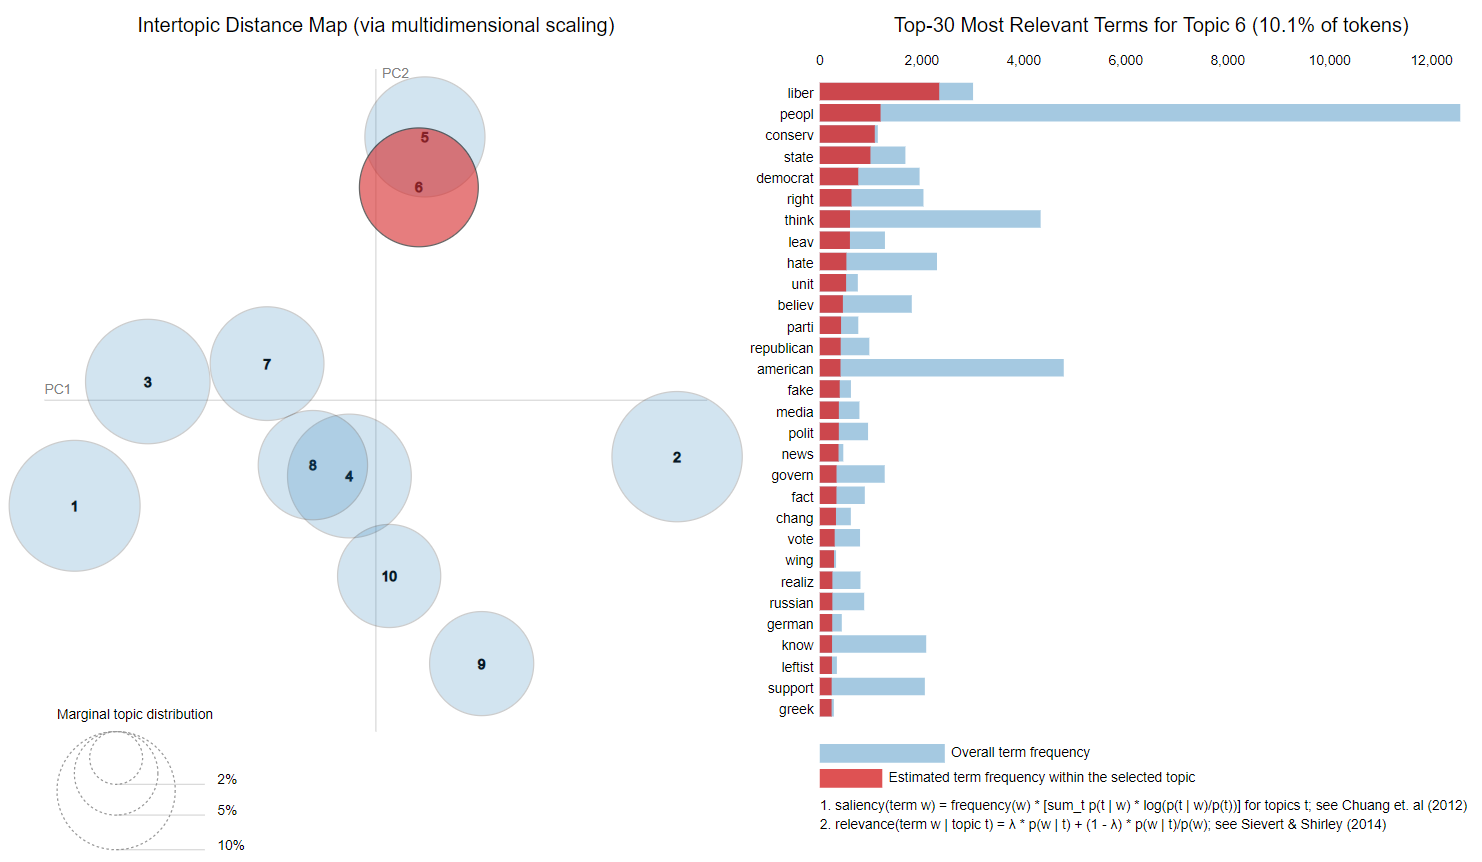 Intertopic Distance Map (via multidimensional scaling)
PC2
5
6
7
3
PC1
8
4
2
1
10
9
Marginal topic distribution
2%
5%
10%
Top-30 Most Relevant Terms for Topic 6 (10.1% of tokens)
0 2,000 4,000 6,000 8,000 10,000 12,000
liber
peopl
conserv
state
democrat
right
think
leav
hate
unit
believ
parti
republican
american
fake
media
polit
news
govern
fact
chang
vote
wing
realiz
russian
german
know
leftist
support
greek
Overall term frequency
Estimated term frequency within the selected topic
1. saliency(term w) = frequency(w) * [sum_t p(t | w) * log(p(t | w)/p(t))] for topics t; see Chuang et. al (2012)
2. relevance(term w | topic t) = λ * p(w | t) + (1 - λ) * p(w | t)/p(w); see Sievert & Shirley (2014)